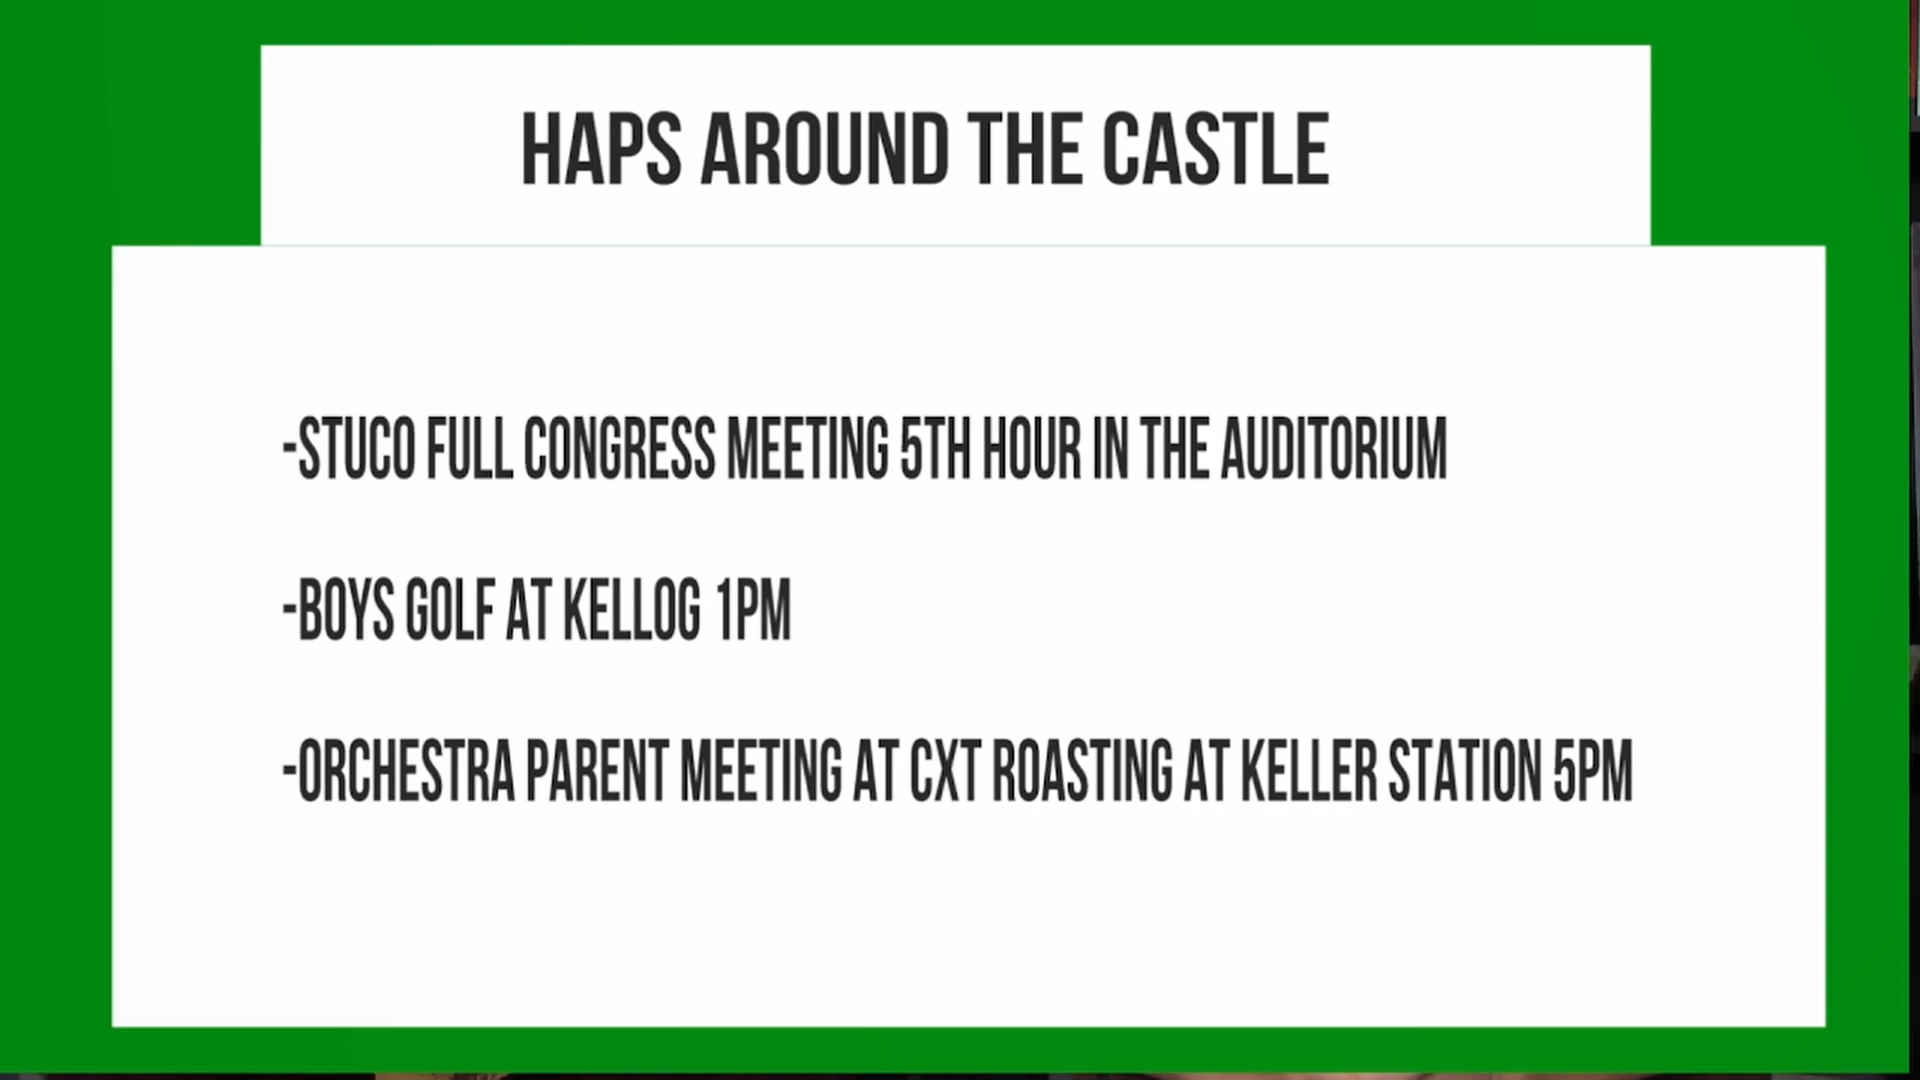 HAPS AROUND THE CASTLE
-STUCO FULL CONGRESS MEETING 5TH HOUR IN THE AUDITORIUM
-BOYS GOLF AT KELLOG 1PM
-ORCHESTRA PARENT MEETING AT CXT ROASTING AT KELLER STATION 5PM